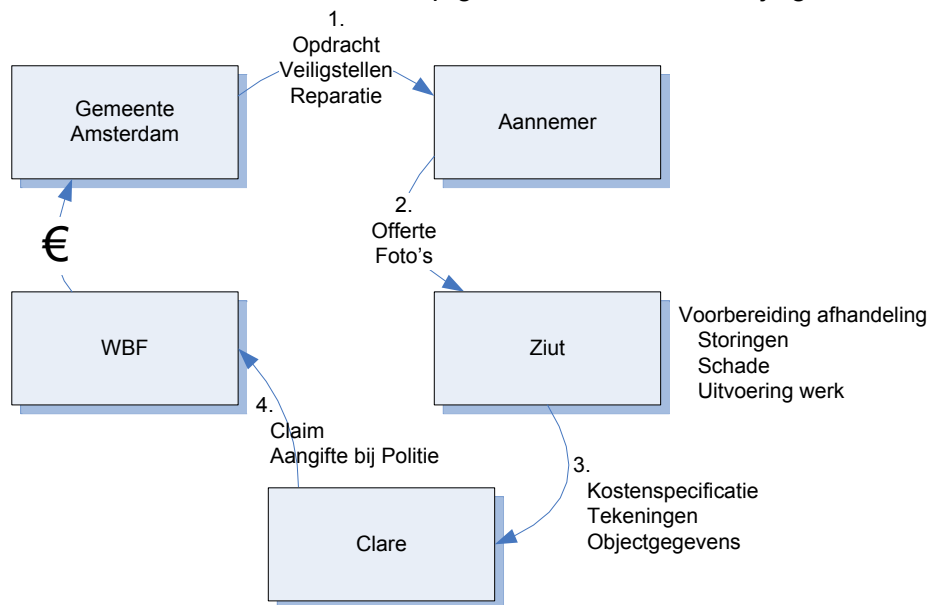 1.
Opdracht
Veiligstellen
Reparatie
Gemeente
Amsterdam
Aannemer
2.
Offerte
Foto's
€
WBF
Ziut
Voorbereiding afhandeling
Storingen
Schade
Uitvoering werk
4.
Claim
Aangifte bij Politie
3.
Kostenspecificatie
Tekeningen
Objectgegevens
Clare